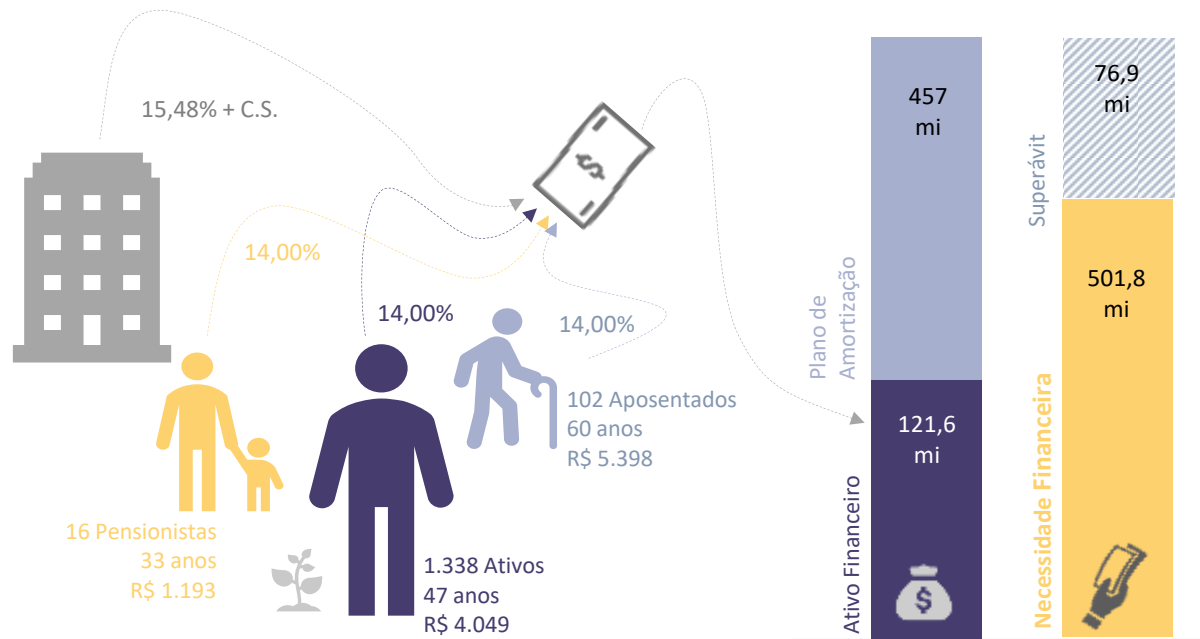 15,48% + C.S.
14,00%
14,00%
14,00%
16 Pensionistas
33 anos
R$ 1.193
1.338 Ativos
47 anos
R$ 4.049
102 Aposentados
60 anos
R$ 5.398
$
Plano de
Amortização
457
mi
Ativo Financeiro
121,6
mi
$
Superávit
76,9
mi
Necessidade Financeira
501,8
mi